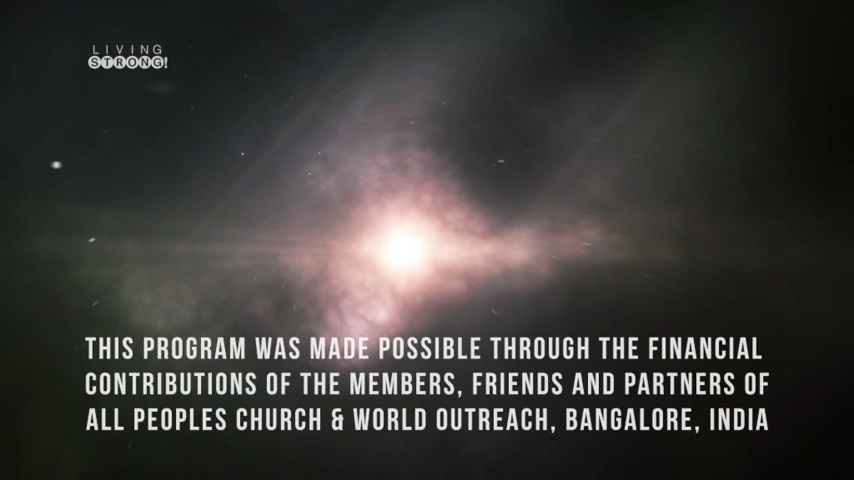 LIVING
STRONG!
THIS PROGRAM WAS MADE POSSIBLE THROUGH THE FINANCIAL
CONTRIBUTIONS OF THE MEMBERS, FRIENDS AND PARTNERS OF
ALL PEOPLES CHURCH & WORLD OUTREACH, BANGALORE, INDIA